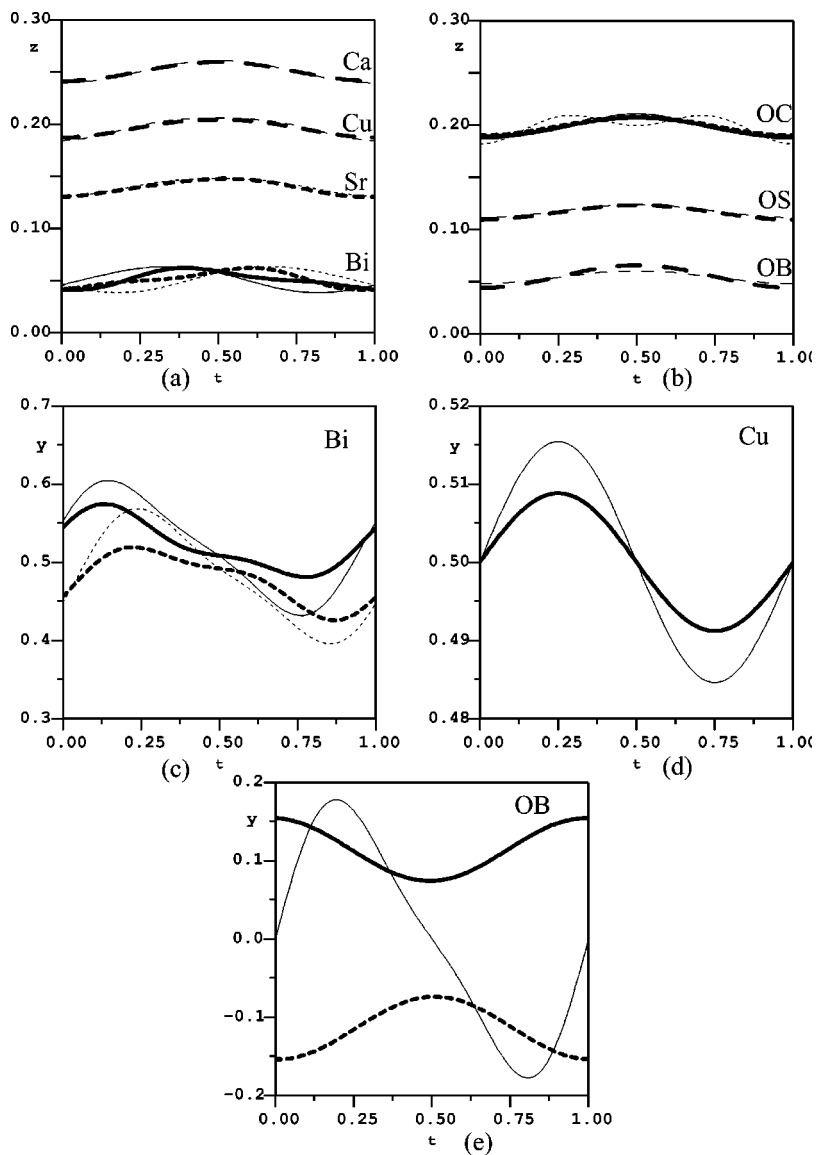 0.30
z
0.20
0.10
0.00
Ca
Cu
Sr
Bi
0.00 0.25 0.50 0.75 1.00
(a) t
0.30
z
0.20
0.10
0.00
OC
OS
OB
0.00 0.25 0.50 0.75 1.00
(b) t
0.7
y
0.6
0.5
0.4
0.3
Bi
0.00 0.25 0.50 0.75 1.00
(c) t
0.52
y
0.51
0.50
0.49
0.48
Cu
0.00 0.25 0.50 0.75 1.00
t (d)
0.2
y
0.1
0.0
-0.1
-0.2
OB
0.00 0.25 0.50 0.75 1.00
t (e)